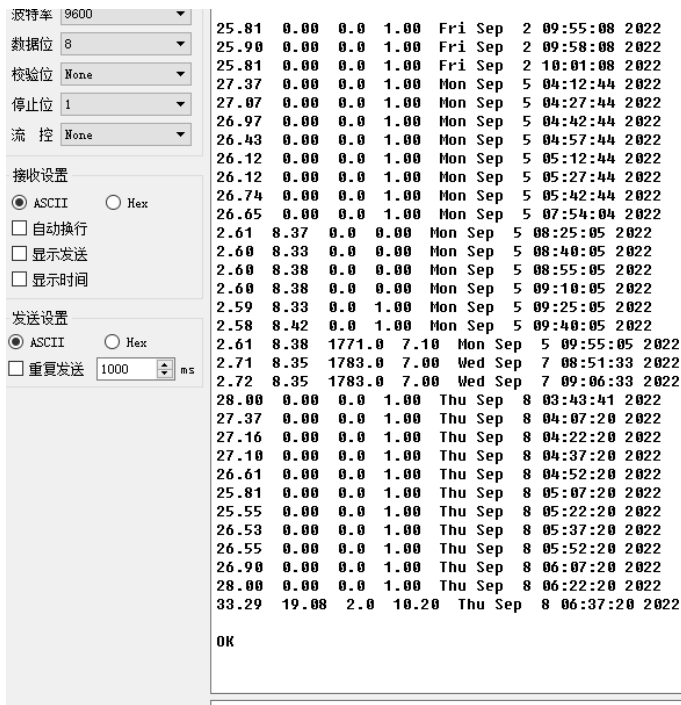 波特率 9600
数据位 8
校验位 None
停止位 1
流 控 None
接收设置
ASCII Hex
自动换行
显示发送
显示时间
发送设置
ASCII Hex
重复发送 1000 ms
25.81 0.00 0.0 1.00 Fri Sep 2 09:55:08 2022
25.90 0.00 0.0 1.00 Fri Sep 2 09:58:08 2022
25.81 0.00 0.0 1.00 Fri Sep 2 10:01:08 2022
27.37 0.00 0.0 1.00 Mon Sep 5 04:12:44 2022
27.07 0.00 0.0 1.00 Mon Sep 5 04:27:44 2022
26.97 0.00 0.0 1.00 Mon Sep 5 04:42:44 2022
26.43 0.00 0.0 1.00 Mon Sep 5 04:57:44 2022
26.12 0.00 0.0 1.00 Mon Sep 5 05:12:44 2022
26.12 0.00 0.0 1.00 Mon Sep 5 05:27:44 2022
26.74 0.00 0.0 1.00 Mon Sep 5 05:42:44 2022
26.65 0.00 0.0 1.00 Mon Sep 5 07:54:04 2022
2.61 8.37 0.0 0.00 Mon Sep 5 08:25:05 2022
2.60 8.33 0.0 0.00 Mon Sep 5 08:40:05 2022
2.60 8.38 0.0 0.00 Mon Sep 5 08:55:05 2022
2.60 8.38 0.0 0.00 Mon Sep 5 09:10:05 2022
2.59 8.33 0.0 1.00 Mon Sep 5 09:25:05 2022
2.58 8.42 0.0 1.00 Mon Sep 5 09:40:05 2022
2.61 8.38 1771.0 7.10 Mon Sep 5 09:55:05 2022
2.71 8.35 1783.0 7.00 Wed Sep 7 08:51:33 2022
2.72 8.35 1783.0 7.00 Wed Sep 7 09:06:33 2022
28.00 0.00 0.0 1.00 Thu Sep 8 03:43:41 2022
27.37 0.00 0.0 1.00 Thu Sep 8 04:07:20 2022
27.16 0.00 0.0 1.00 Thu Sep 8 04:22:20 2022
27.10 0.00 0.0 1.00 Thu Sep 8 04:37:20 2022
26.61 0.00 0.0 1.00 Thu Sep 8 04:52:20 2022
25.81 0.00 0.0 1.00 Thu Sep 8 05:07:20 2022
25.55 0.00 0.0 1.00 Thu Sep 8 05:22:20 2022
26.53 0.00 0.0 1.00 Thu Sep 8 05:37:20 2022
26.55 0.00 0.0 1.00 Thu Sep 8 05:52:20 2022
26.90 0.00 0.0 1.00 Thu Sep 8 06:07:20 2022
28.00 0.00 0.0 1.00 Thu Sep 8 06:22:20 2022
33.29 19.08 2.0 10.20 Thu Sep 8 06:37:20 2022
OK